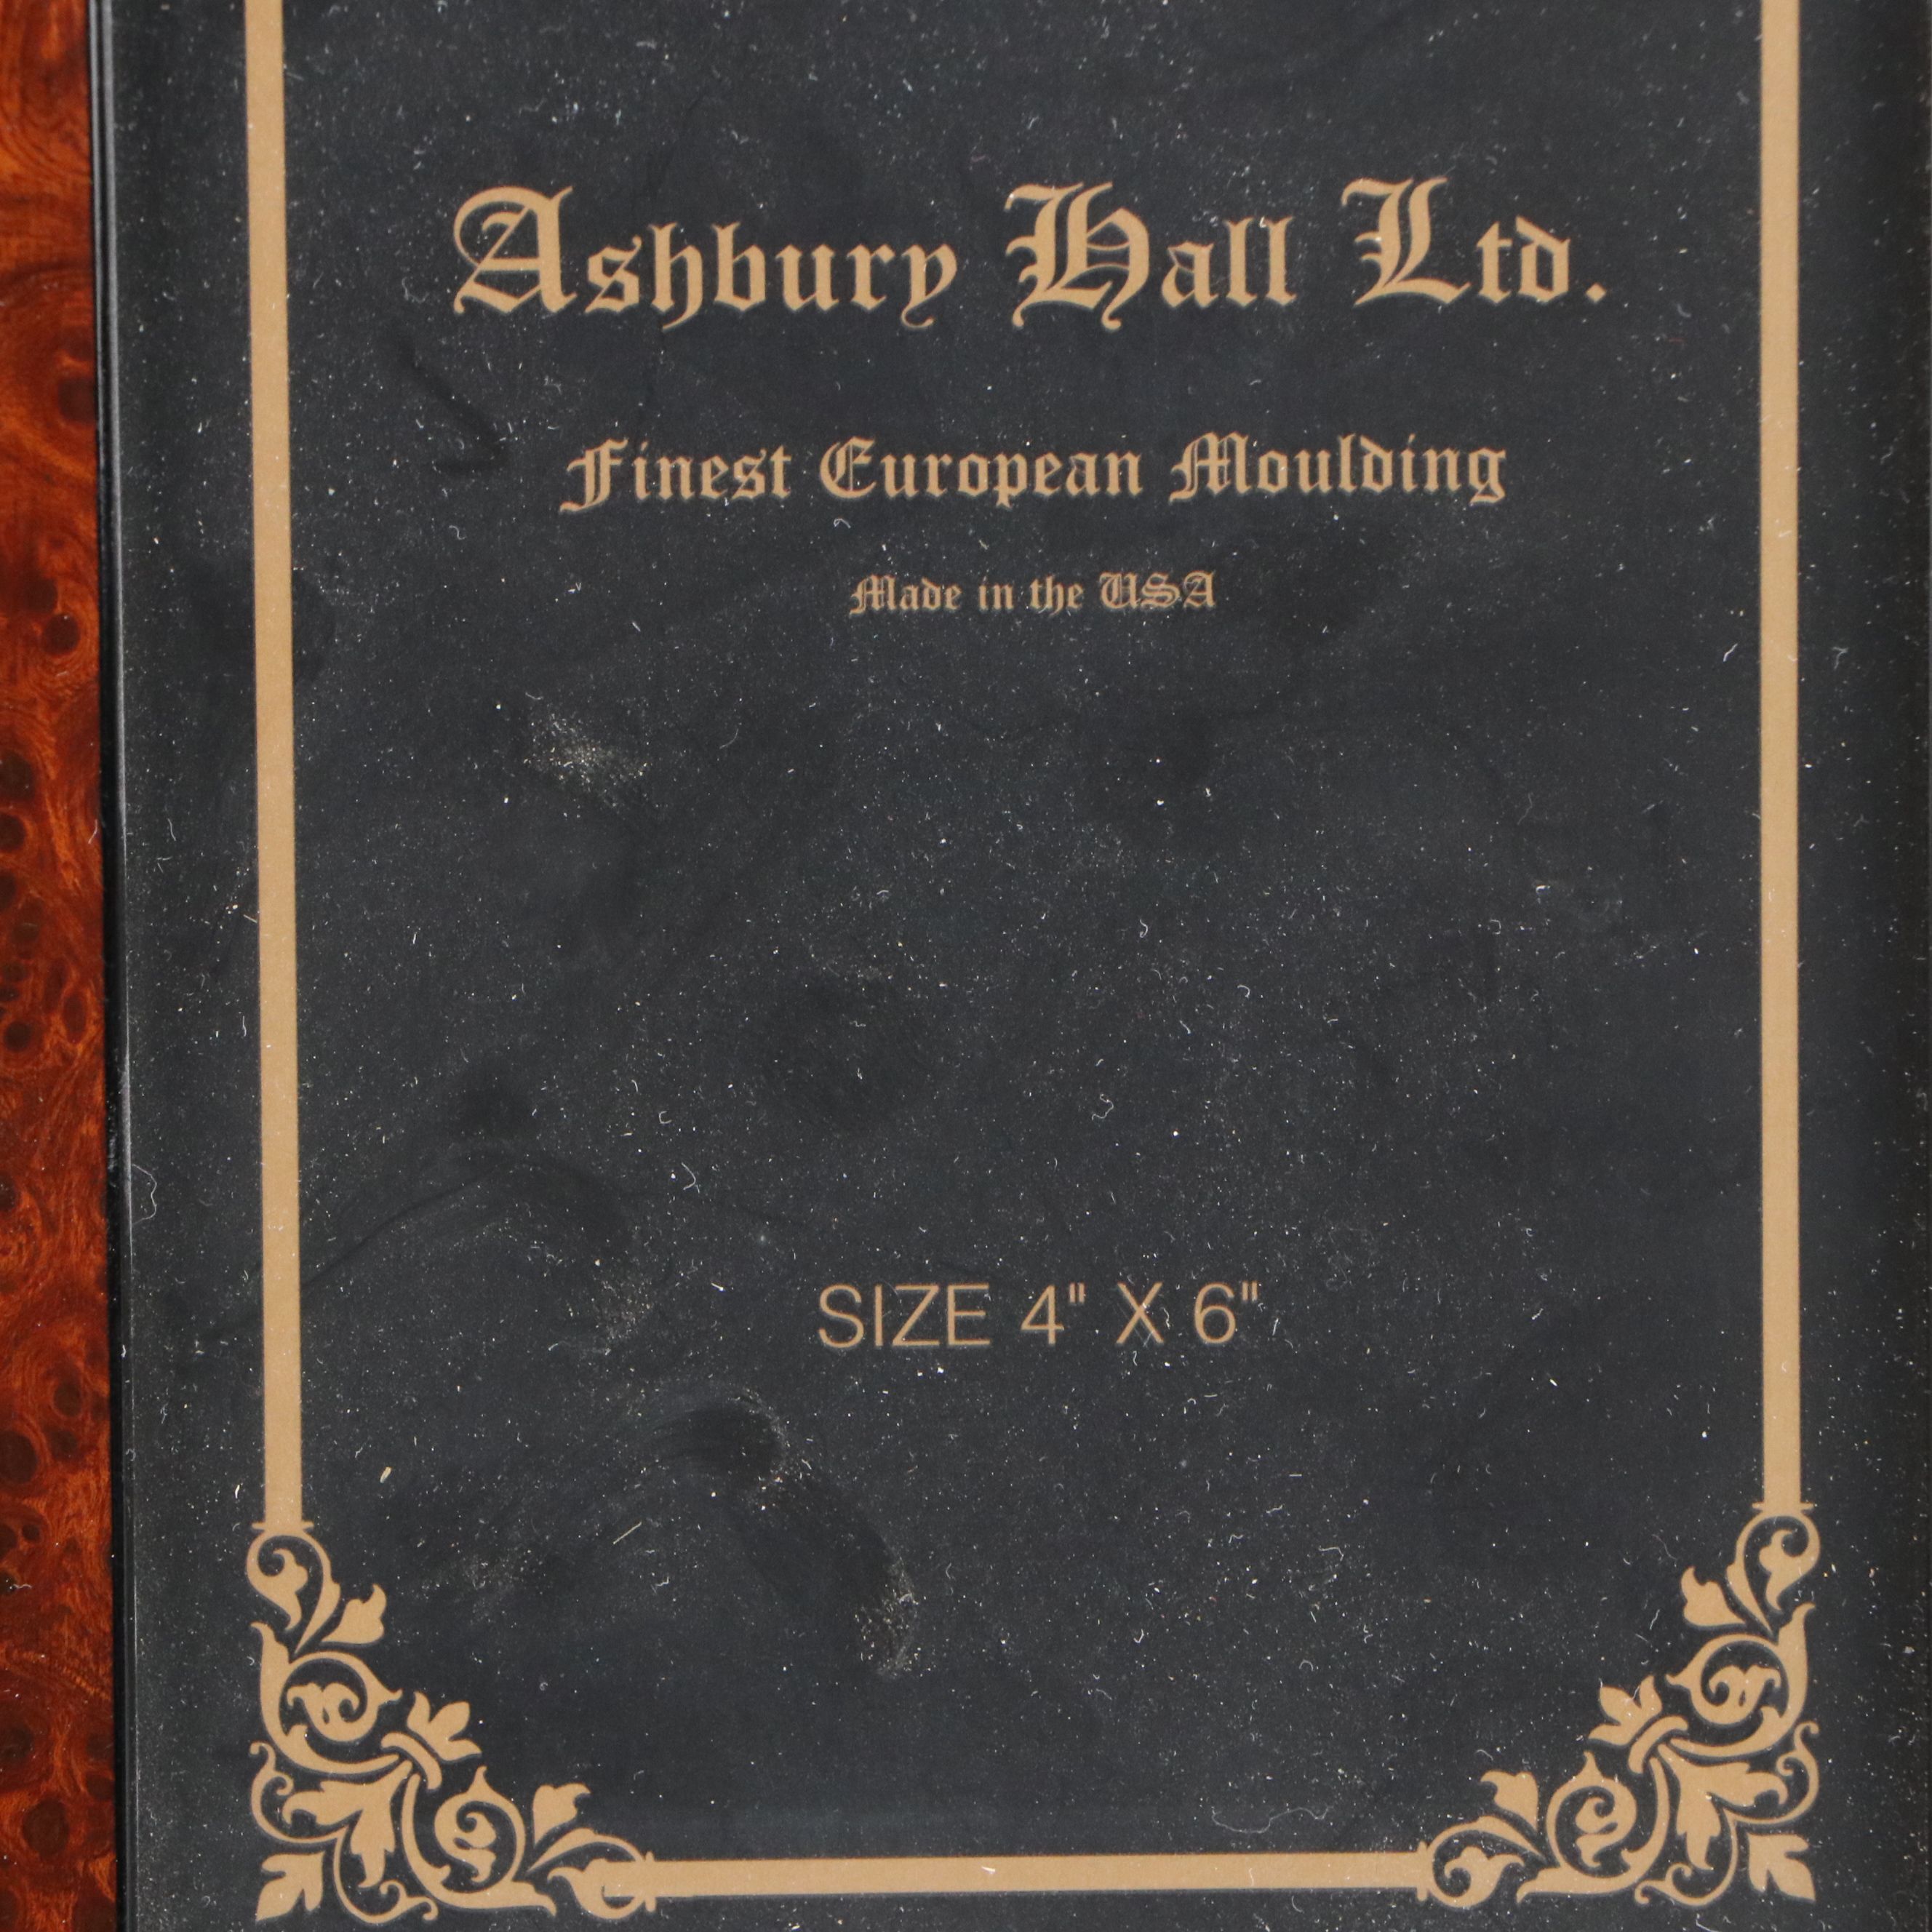 Ashbury Hall Ltd.
Finest European Moulding
Made in the USA
SIZE 4" X 6"